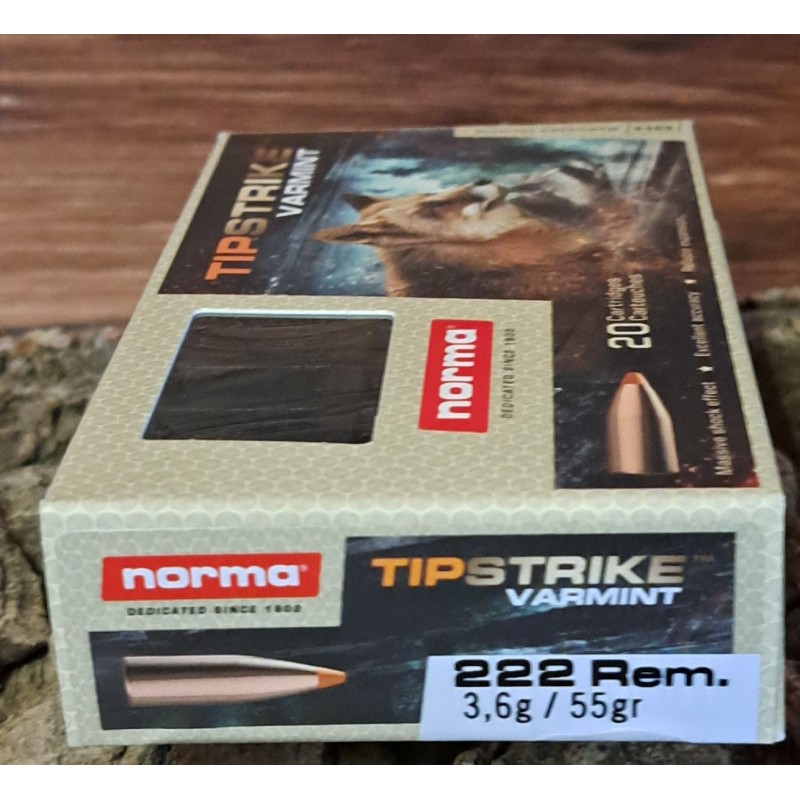 TIPSTRIKE
VARMINT
20 Cartridges
Cartouches
Massive shock effect Excellent accuracy
norma
DEDICATED SINCE 1902
norma
DEDICATED SINCE 1902
TIPSTRIKE™
VARMINT
222 Rem.
3,6g / 55gr